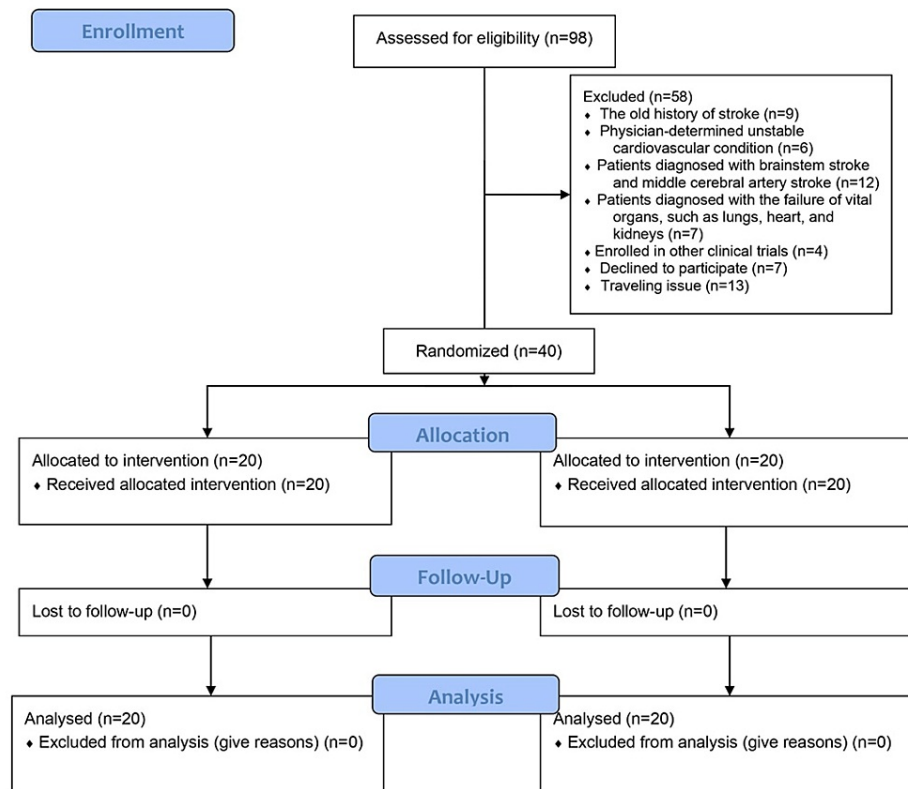 Enrollment
Assessed for eligibility (n=98)
Excluded (n=58)
♦ The old history of stroke (n=9)
♦ Physician-determined unstable
cardiovascular condition (n=6)
♦ Patients diagnosed with brainstem stroke
and middle cerebral artery stroke (n=12)
♦ Patients diagnosed with the failure of vital
organs, such as lungs, heart, and
kidneys (n=7)
♦ Enrolled in other clinical trials (n=4)
♦ Declined to participate (n=7)
♦ Traveling issue (n=13)
Randomized (n=40)
Allocation
Allocated to intervention (n=20)
♦ Received allocated intervention (n=20)
Allocated to intervention (n=20)
♦ Received allocated intervention (n=20)
Follow-Up
Lost to follow-up (n=0)
Lost to follow-up (n=0)
Analysis
Analysed (n=20)
♦ Excluded from analysis (give reasons) (n=0)
Analysed (n=20)
♦ Excluded from analysis (give reasons) (n=0)